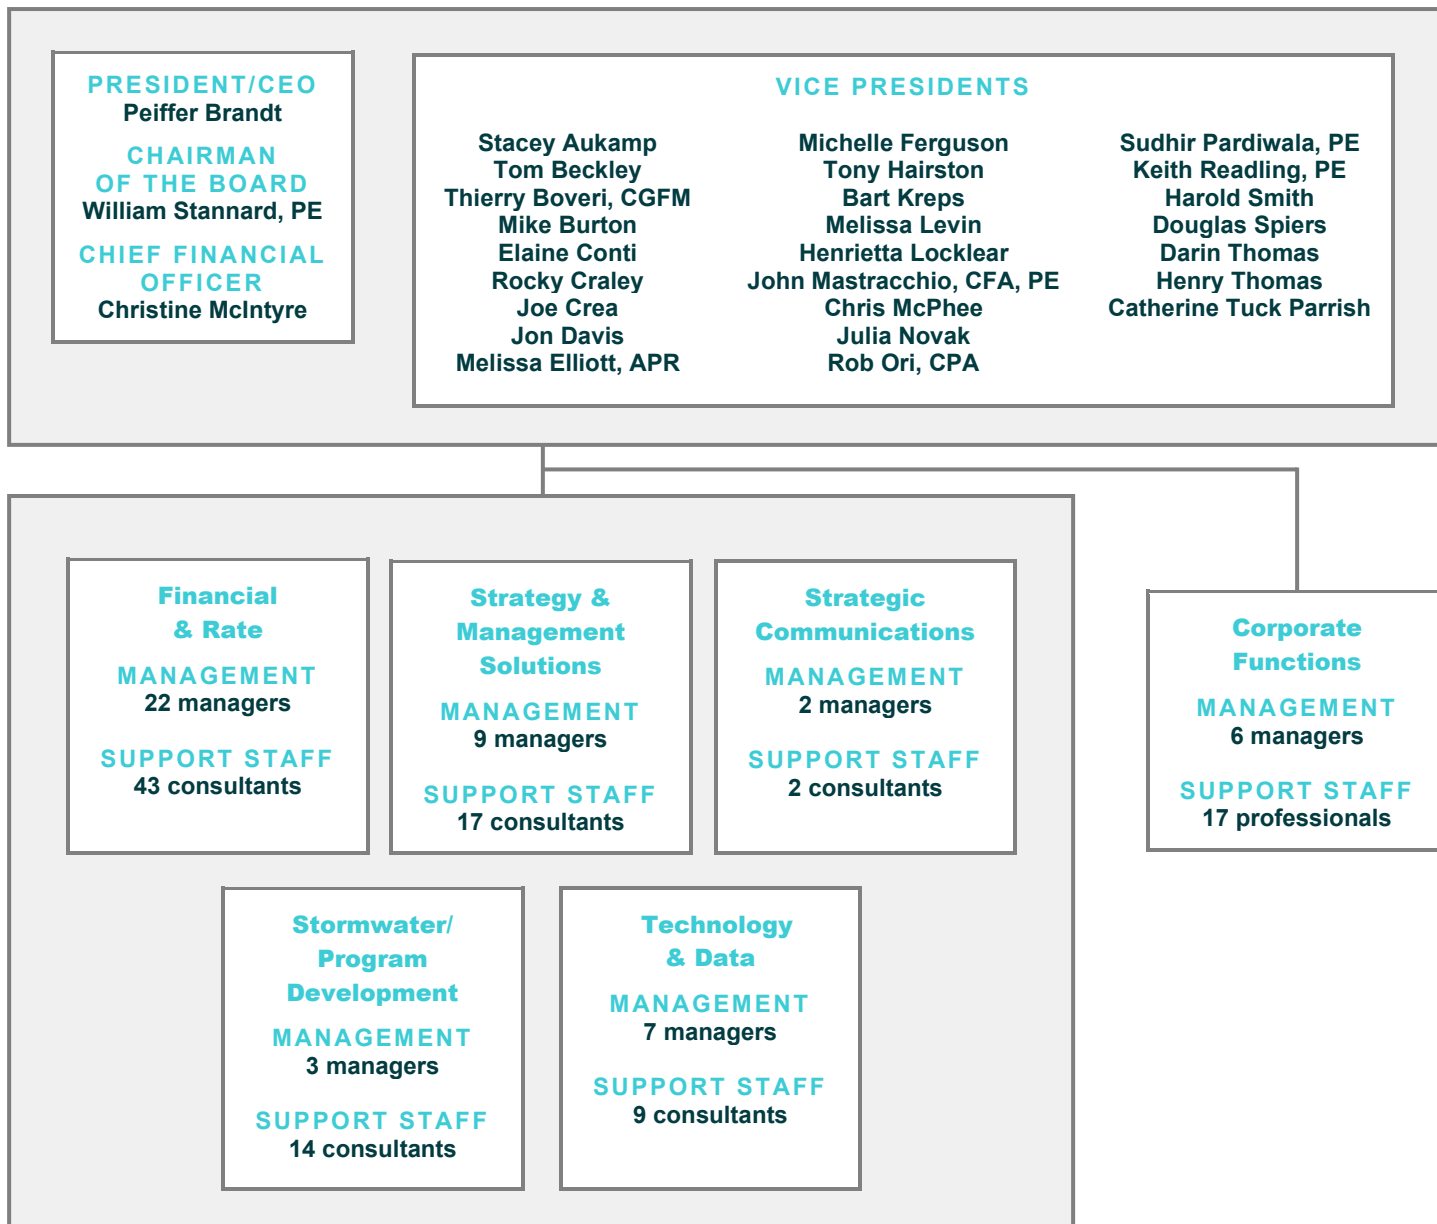 PRESIDENT/CEO
Peiffer Brandt
CHAIRMAN
OF THE BOARD
William Stannard, PE
CHIEF FINANCIAL
OFFICER
Christine McIntyre
VICE PRESIDENTS
Stacey Aukamp
Tom Beckley
Thierry Boveri, CGFM
Mike Burton
Elaine Conti
Rocky Craley
Joe Crea
Jon Davis
Melissa Elliott, APR
Michelle Ferguson
Tony Hairston
Bart Kreps
Melissa Levin
Henrietta Locklear
John Mastracchio, CFA, PE
Chris McPhee
Julia Novak
Rob Ori, CPA
Sudhir Pardiwala, PE
Keith Readling, PE
Harold Smith
Douglas Spiers
Darin Thomas
Henry Thomas
Catherine Tuck Parrish
Financial
& Rate
MANAGEMENT
22 managers
SUPPORT STAFF
43 consultants
Strategy &
Management
Solutions
MANAGEMENT
9 managers
SUPPORT STAFF
17 consultants
Strategic
Communications
MANAGEMENT
2 managers
SUPPORT STAFF
2 consultants
Corporate
Functions
MANAGEMENT
6 managers
SUPPORT STAFF
17 professionals
Stormwater/
Program
Development
MANAGEMENT
3 managers
SUPPORT STAFF
14 consultants
Technology
& Data
MANAGEMENT
7 managers
SUPPORT STAFF
9 consultants